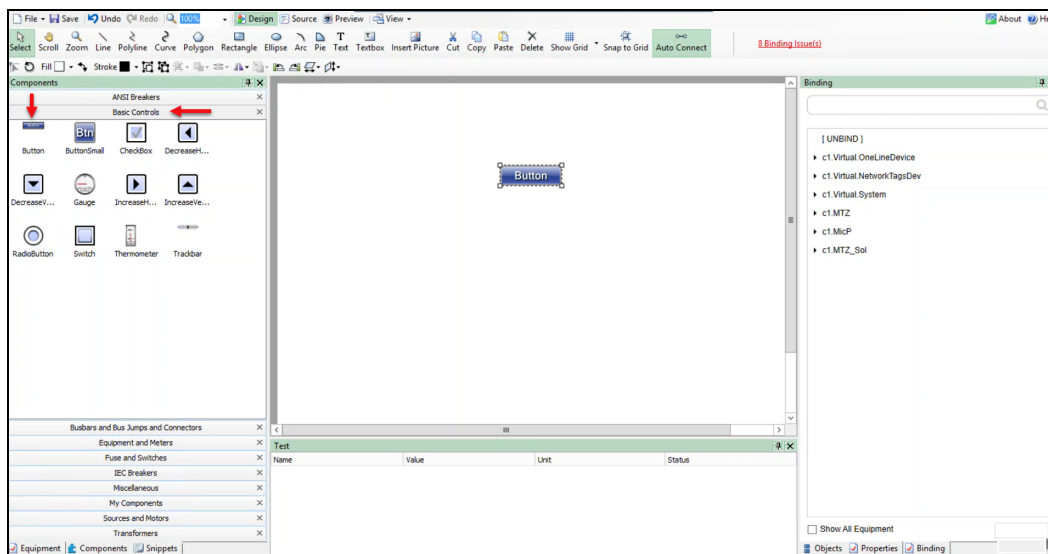 File Save Undo Redo 100% Design Source Preview View About
Select Scroll Zoom Line Polyline Curve Polygon Rectangle Ellipse Arc Pie Text Textbox Insert Picture Cut Copy Paste Delete Show Grid Snap to Grid Auto Connect 8 Binding Issue(s)
Fill Stroke
Components
ANSI Breakers
Basic Controls
Btn
Button ButtonSmall CheckBox DecreaseH...
DecreaseV... Gauge IncreaseH... IncreaseVe...
RadioButton Switch Thermometer Trackbar
Busbars and Bus Jumps and Connectors
Equipment and Meters
Fuse and Switches
IEC Breakers
Miscellaneous
My Components
Sources and Motors
Transformers
Equipment Components Snippets
Button
Test
Name Value Unit Status
Binding
[ UNBIND ]
c1.Virtual.OneLineDevice
c1.Virtual.NetworkTagsDev
c1.Virtual.System
c1.MTZ
c1.MicP
c1.MTZ_Sol
Show All Equipment
Objects Properties Binding